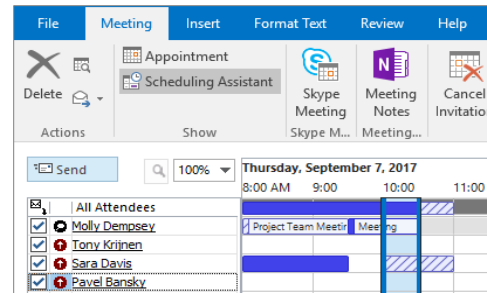 File Meeting Insert Format Text Review Help
Appointment
Scheduling Assistant
Delete
Skype Meeting
Meeting Notes
Cancel Invitatio
Actions Show Skype M... Meeting...
Send 100% Thursday, September 7, 2017
8:00 AM 9:00 10:00 11:00
All Attendees
Molly Dempsey Project Team Meetir Meeting
Tony Krijnen
Sara Davis
Pavel Bansky